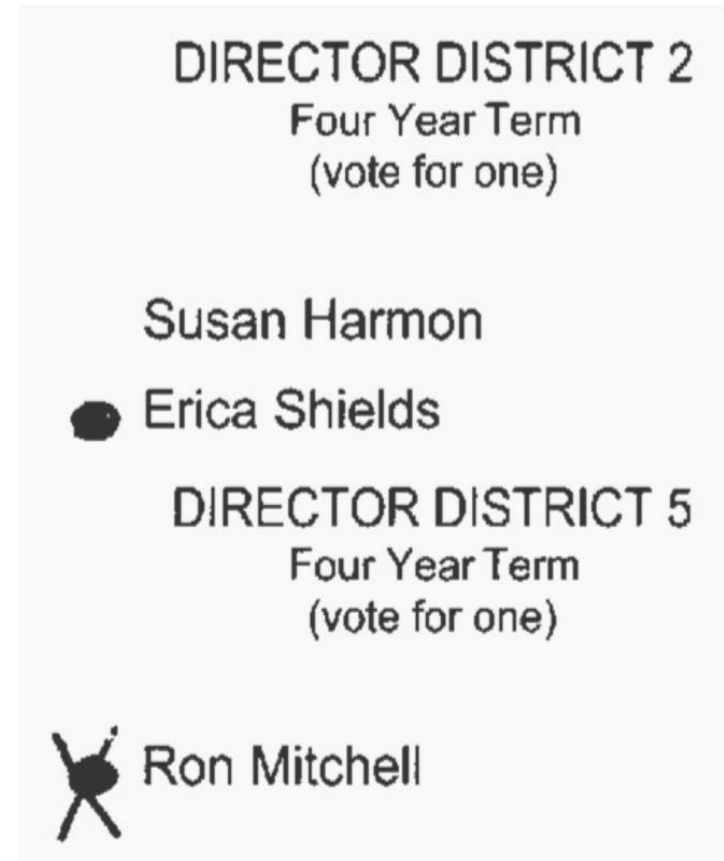 DIRECTOR DISTRICT 2
Four Year Term
(vote for one)
Susan Harmon
Erica Shields
DIRECTOR DISTRICT 5
Four Year Term
(vote for one)
Ron Mitchell